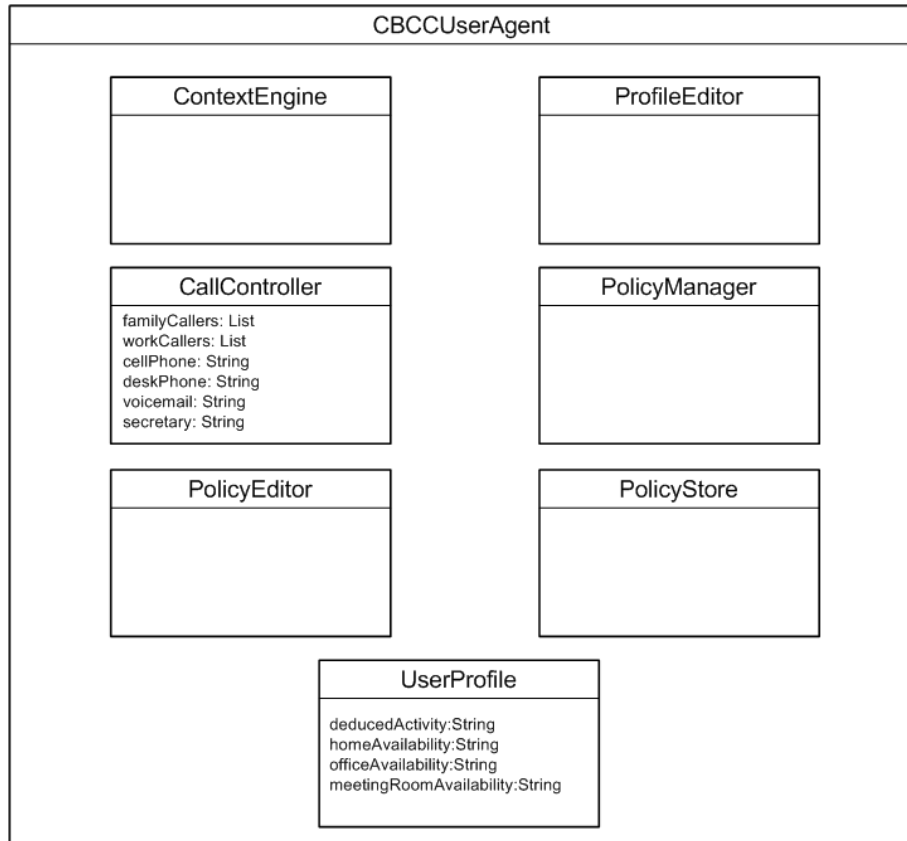 CBCCUserAgent
ContextEngine
ProfileEditor
CallController
familyCallers: List
workCallers: List
cellPhone: String
deskPhone: String
voicemail: String
secretary: String
PolicyManager
PolicyEditor
PolicyStore
UserProfile
deducedActivity:String
homeAvailability:String
officeAvailability:String
meetingRoomAvailability:String